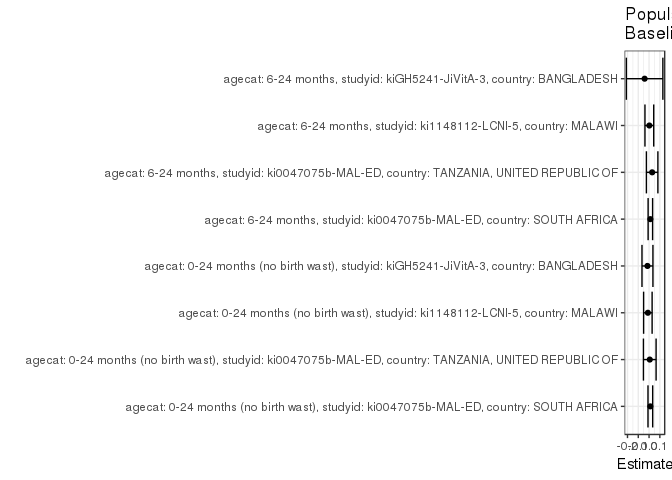 Popul
Baseli
agecat: 6-24 months, studyid: kiGH5241-JiVitA-3, country: BANGLADESH
agecat: 6-24 months, studyid: ki1148112-LCNI-5, country: MALAWI
agecat: 6-24 months, studyid: ki0047075b-MAL-ED, country: TANZANIA, UNITED REPUBLIC OF
agecat: 6-24 months, studyid: ki0047075b-MAL-ED, country: SOUTH AFRICA
agecat: 0-24 months (no birth wast), studyid: kiGH5241-JiVitA-3, country: BANGLADESH
agecat: 0-24 months (no birth wast), studyid: ki1148112-LCNI-5, country: MALAWI
agecat: 0-24 months (no birth wast), studyid: ki0047075b-MAL-ED, country: TANZANIA, UNITED REPUBLIC OF
agecat: 0-24 months (no birth wast), studyid: ki0047075b-MAL-ED, country: SOUTH AFRICA
Estimate